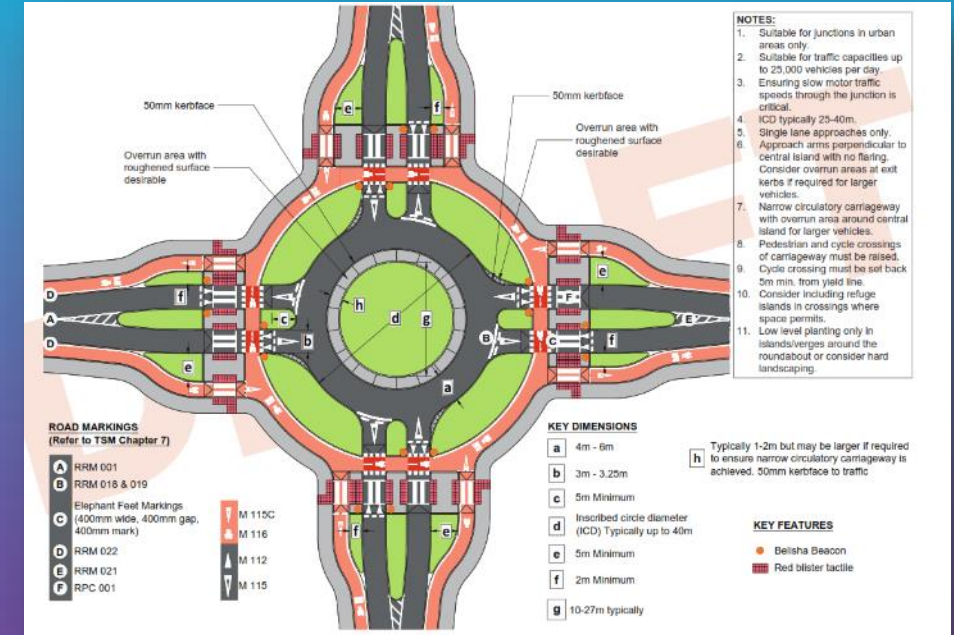 50mm kerbface
Overrun area with
roughened surface
desirable
50mm kerbface
Overrun area with
roughened surface
desirable
e
f
D
A
D
f
c
b
e
h
d
g
a
B
C
F
E
e
f
f
e
NOTES:
1. Suitable for junctions in urban
areas only.
2. Suitable for traffic capacities up
to 25,000 vehicles per day.
3. Ensuring slow motor traffic
speeds through the junction is
critical.
4. ICD typically 25-40m.
5. Single lane approaches only.
6. Approach arms perpendicular to
central island with no flaring.
Consider overrun areas at exit
kerbs if required for larger
vehicles.
7. Narrow circulatory carriageway
with overrun area around central
island for larger vehicles.
8. Pedestrian and cycle crossings
of carriageway must be raised.
9. Cycle crossing must be set back
5m min. from yield line.
10. Consider including refuge
islands in crossings where
space permits.
11. Low level planting only in
islands/verges around the
roundabout or consider hard
landscaping.
DRAFT
ROAD MARKINGS
(Refer to TSM Chapter 7)
A RRM 001
B RRM 018 & 019
C Elephant Feet Markings
(400mm wide, 400mm gap,
400mm mark)
D RRM 022
E RRM 021
F RPC 001
M 115C
M 116
M 112
M 115
KEY DIMENSIONS
a 4m - 6m
b 3m - 3.25m
c 5m Minimum
d Inscribed circle diameter
(ICD) Typically up to 40m
e 5m Minimum
f 2m Minimum
g 10-27m typically
h Typically 1-2m but may be larger if required
to ensure narrow circulatory carriageway is
achieved. 50mm kerbface to traffic
KEY FEATURES
Belisha Beacon
Red blister tactile